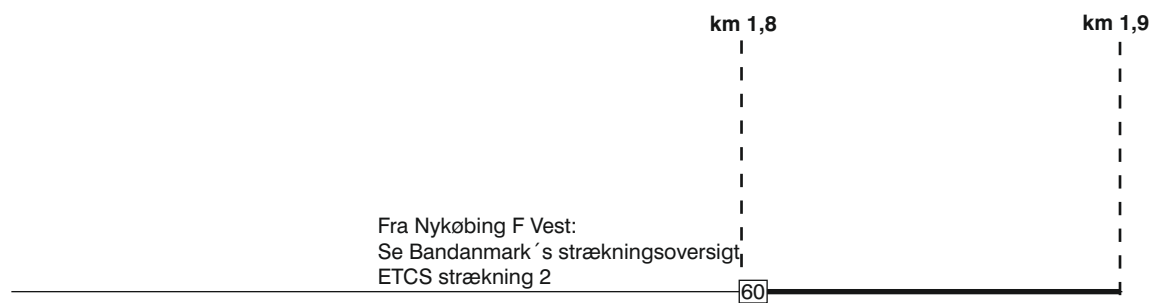 km 1,8
km 1,9
Fra Nykøbing F Vest:
Se Bandanmark´s strækningsoversigt
ETCS strækning 2
60